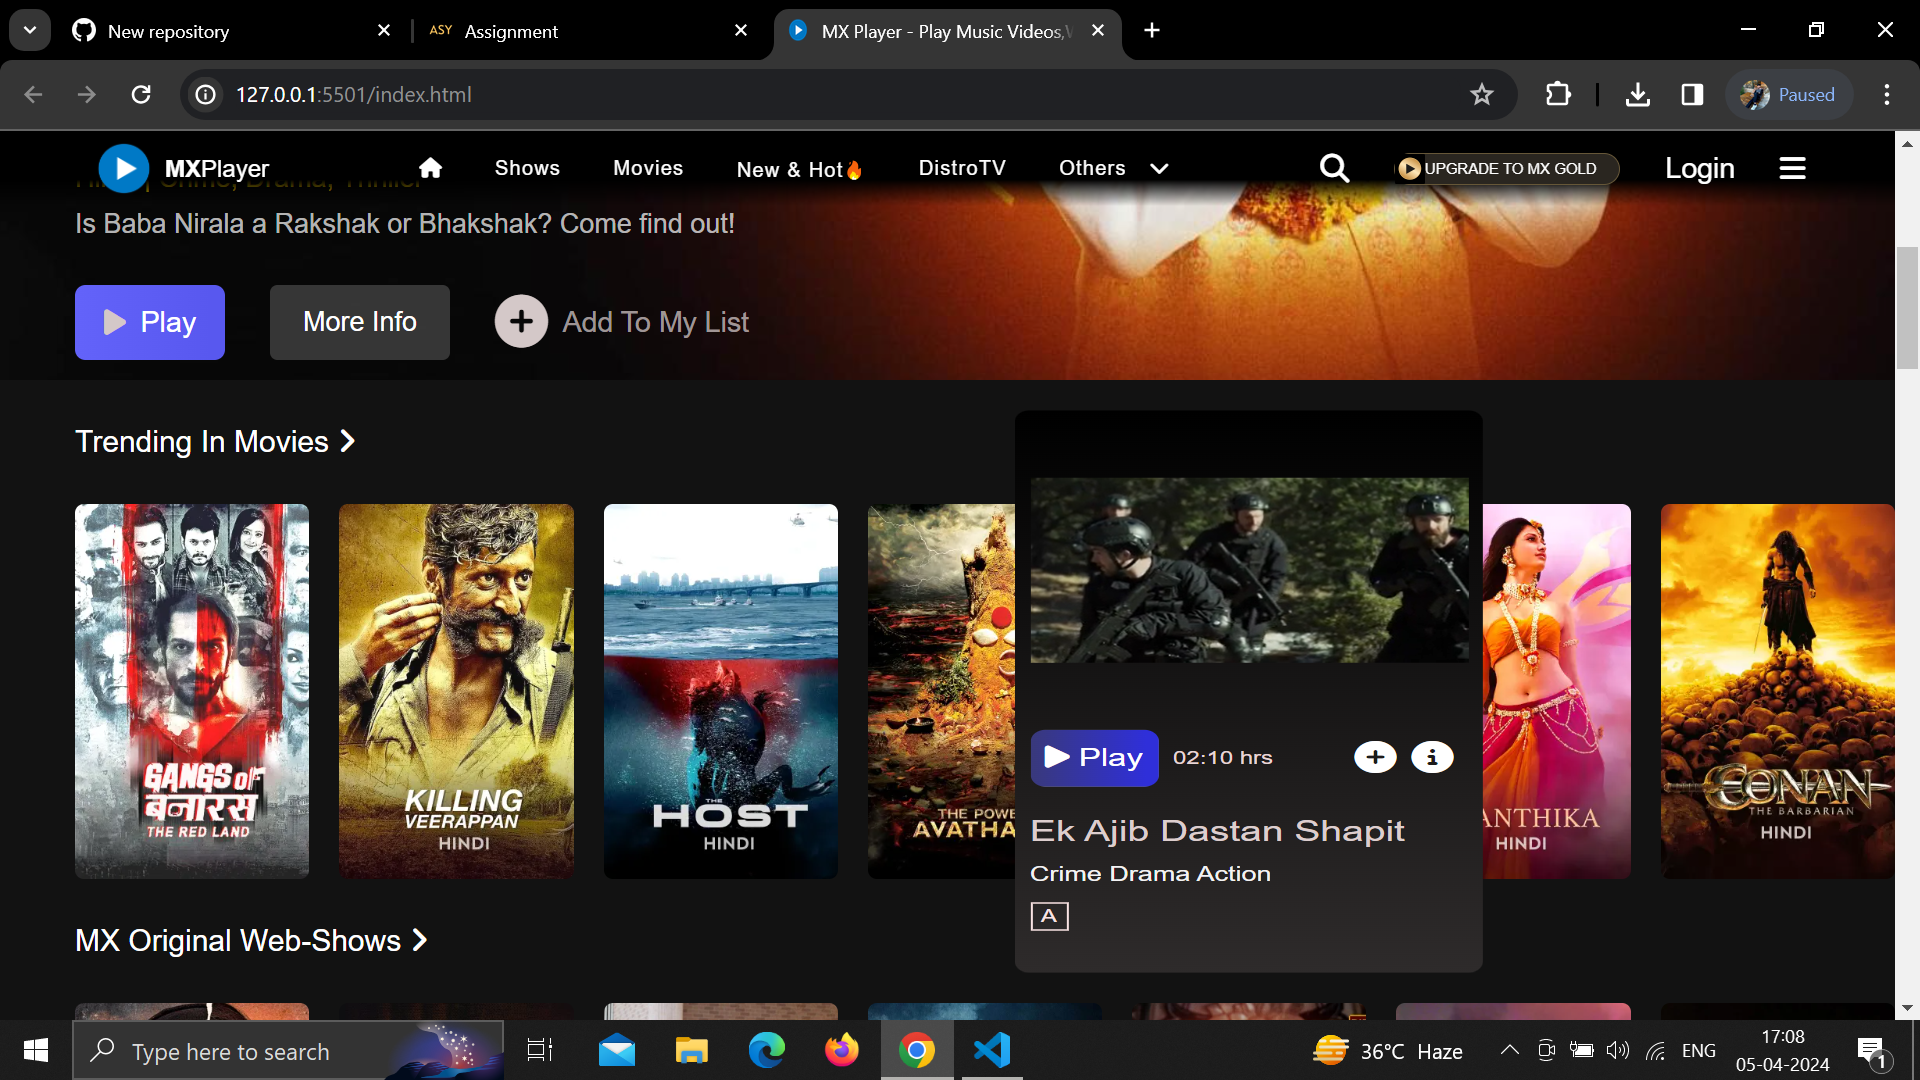 New repository
ASY Assignment
MX Player - Play Music Videos,
127.0.0.1:5501/index.html
Paused
MXPlayer
Shows
Movies
New & Hot🔥
DistroTV
Others
UPGRADE TO MX GOLD
Login
Hindi | Crime, Drama, Thriller
Is Baba Nirala a Rakshak or Bhakshak? Come find out!
Play
More Info
Add To My List
Trending In Movies
GANGS OF
बनारस
THE RED LAND
KILLING
VEERAPPAN
HINDI
THE
HOST
HINDI
THE POWE
AVATHA
Play
02:10 hrs
Ek Ajib Dastan Shapit
Crime Drama Action
A
ANTHIKA
HINDI
CONAN
THE BARBARIAN
HINDI
MX Original Web-Shows
Type here to search
36°C Haze
ENG
17:08
05-04-2024
1